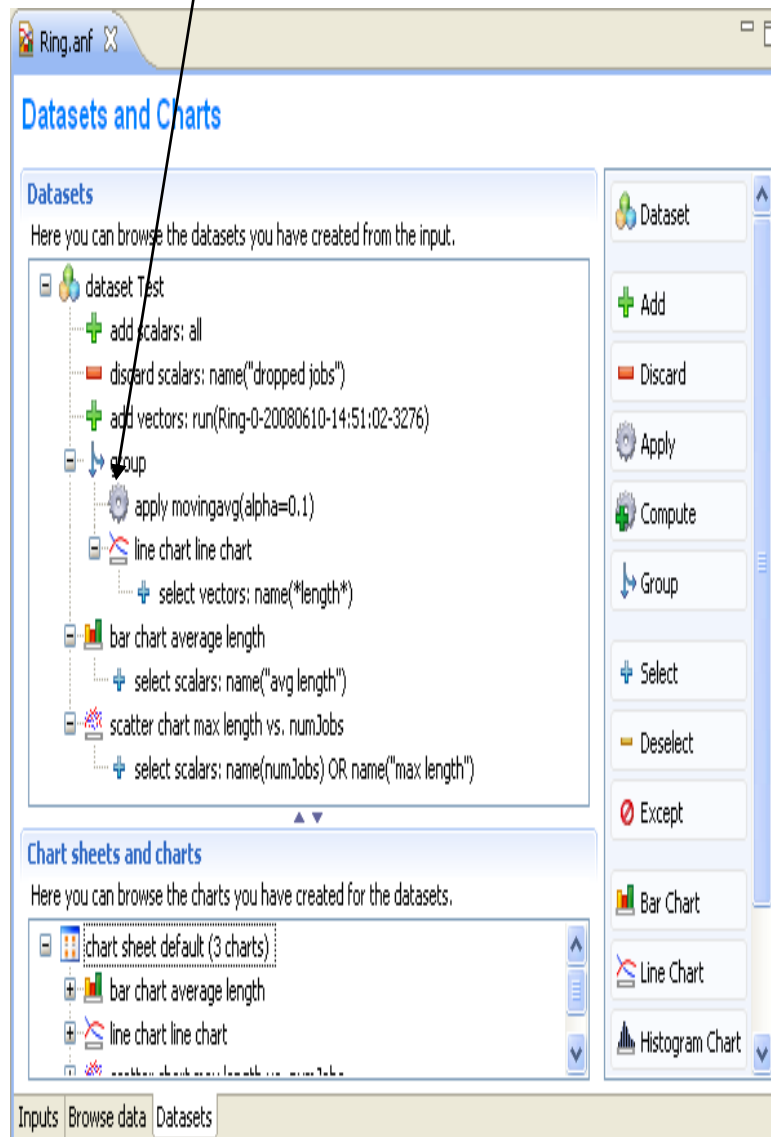 Ring.anf
Datasets and Charts
Datasets
Here you can browse the datasets you have created from the input.
dataset Test
add scalars: all
discard scalars: name("dropped jobs")
add vectors: run(Ring-0-20080610-14:51:02-3276)
group
apply movingavg(alpha=0.1)
line chart line chart
select vectors: name(*length*)
bar chart average length
select scalars: name("avg length")
scatter chart max length vs. numJobs
select scalars: name(numJobs) OR name("max length")
Chart sheets and charts
Here you can browse the charts you have created for the datasets.
chart sheet default (3 charts)
bar chart average length
line chart line chart
scatter chart max length vs. numJobs
Dataset
Add
Discard
Apply
Compute
Group
Select
Deselect
Except
Bar Chart
Line Chart
Histogram Chart
Inputs Browse data Datasets